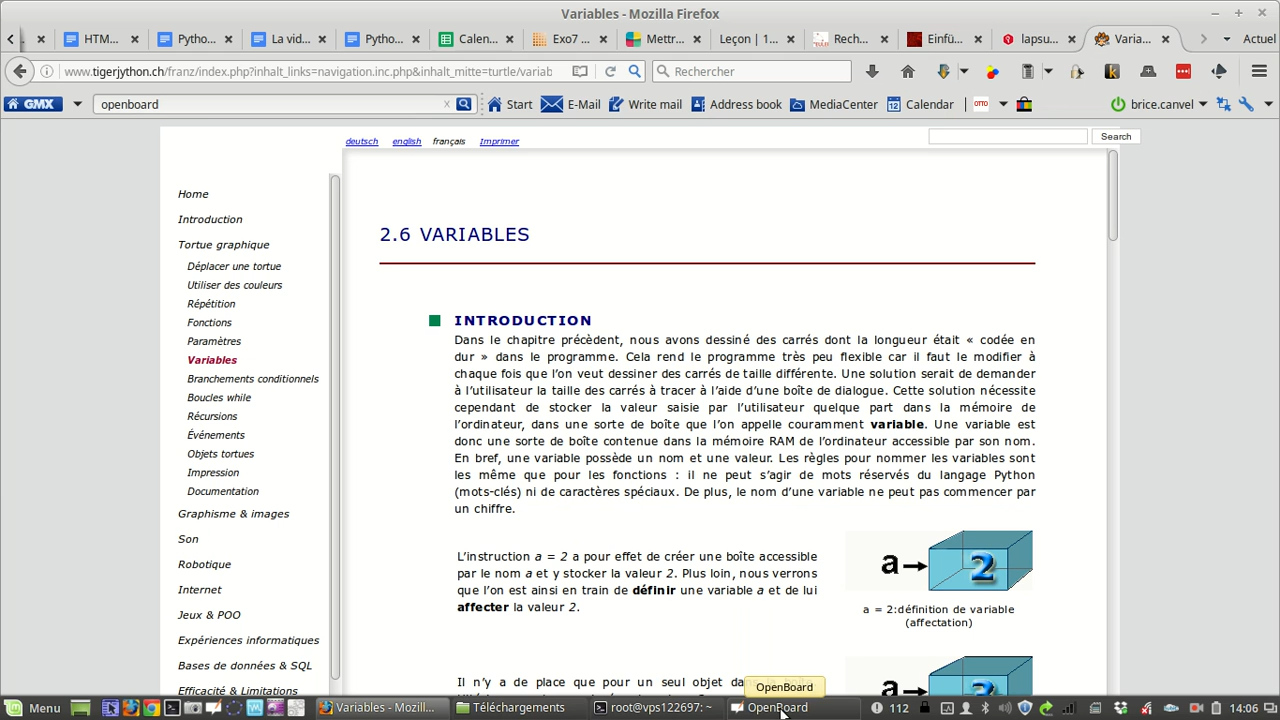 Variables - Mozilla Firefox
HTM...
Pytho...
La vid...
Pytho...
Calen...
Exo7 ...
Mettr...
Leçon | 1...
Rech...
Einfü...
lapsu...
Varia...
Actuel
www.tigerjython.ch/franz/index.php?inhalt_links=navigation.inc.php&inhalt_mitte=turtle/variab
Rechercher
GMX
openboard
Start
E-Mail
Write mail
Address book
MediaCenter
12
Calendar
OTTO
brice.canvel
deutsch
english
français
Imprimer
Search
Home
Introduction
Tortue graphique
Déplacer une tortue
Utiliser des couleurs
Répétition
Fonctions
Paramètres
Variables
Branchements conditionnels
Boucles while
Récursions
Événements
Objets tortues
Impression
Documentation
Graphisme & images
Son
Robotique
Internet
Jeux & POO
Expériences informatiques
Bases de données & SQL
Efficacité & Limitations
2.6 VARIABLES
INTRODUCTION
Dans le chapitre précèdent, nous avons dessiné des carrés dont la longueur était « codée en
dur » dans le programme. Cela rend le programme très peu flexible car il faut le modifier à
chaque fois que l'on veut dessiner des carrés de taille différente. Une solution serait de demander
à l'utilisateur la taille des carrés à tracer à l'aide d'une boîte de dialogue. Cette solution nécessite
cependant de stocker la valeur saisie par l'utilisateur quelque part dans la mémoire de
l'ordinateur, dans une sorte de boîte que l'on appelle couramment variable. Une variable est
donc une sorte de boîte contenue dans la mémoire RAM de l'ordinateur accessible par son nom.
En bref, une variable possède un nom et une valeur. Les règles pour nommer les variables sont
les même que pour les fonctions : il ne peut s'agir de mots réservés du langage Python
(mots-clés) ni de caractères spéciaux. De plus, le nom d'une variable ne peut pas commencer par
un chiffre.
L'instruction a = 2 a pour effet de créer une boîte accessible
par le nom a et y stocker la valeur 2. Plus loin, nous verrons
que l'on est ainsi en train de définir une variable a et de lui
affecter la valeur 2.
a
2
a = 2:définition de variable
(affectation)
Il n'y a de place que pour un seul objet
a
OpenBoard
Menu
Variables - Mozill...
Téléchargements
root@vps122697: ~
OpenBoard
112
14:06